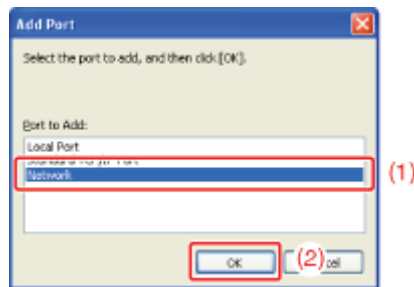 Add Port
Select the port to add, and then click [OK].
Port to Add:
Local Port
Network
(1)
OK
(2)